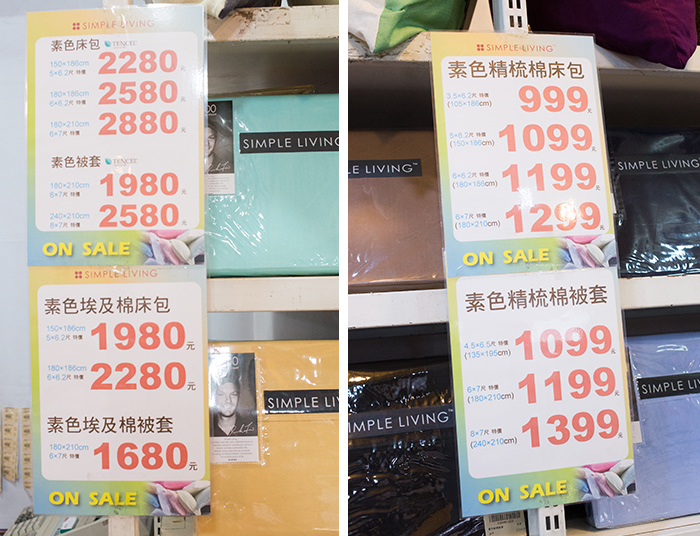 SIMPLE LIVING
素色床包 TENCEL
150×186cm
5×6.2尺 特價 2280元
180×186cm
6×6.2尺 特價 2580元
180×210cm
6×7尺 特價 2880元
素色被套 TENCEL
180×210cm
6×7尺 特價 1980元
240×210cm
2580元
ON SALE
SIMPLE LIVING
素色埃及棉床包
150×186cm
5×6.2尺 特價 1980元
180×186cm
6×6.2尺 特價 2280元
素色埃及棉被套
180×210cm
6×7尺 特價 1680元
ON SALE
SIMPLE LIVING
SIMPLE LIVING
SIMPLE LIVING™
素色精梳棉床包
3.5×6.2尺 特價
(105×186cm) 999元
5×6.2尺 特價
(150×186cm) 1099元
6×6.2尺 特價
(180×186cm) 1199元
6×7尺 特價
(180×210cm) 1299元
ON SALE
素色精梳棉被套
4.5×6.5尺 特價
(135×195cm) 1099元
6×7尺 特價
(180×210cm) 1199元
8×7尺 特價
(240×210cm) 1399元
ON SALE
LE LIVING™
SIMPLE LIVING™
SIMPLE LIVING™
SIMPLE LIVING